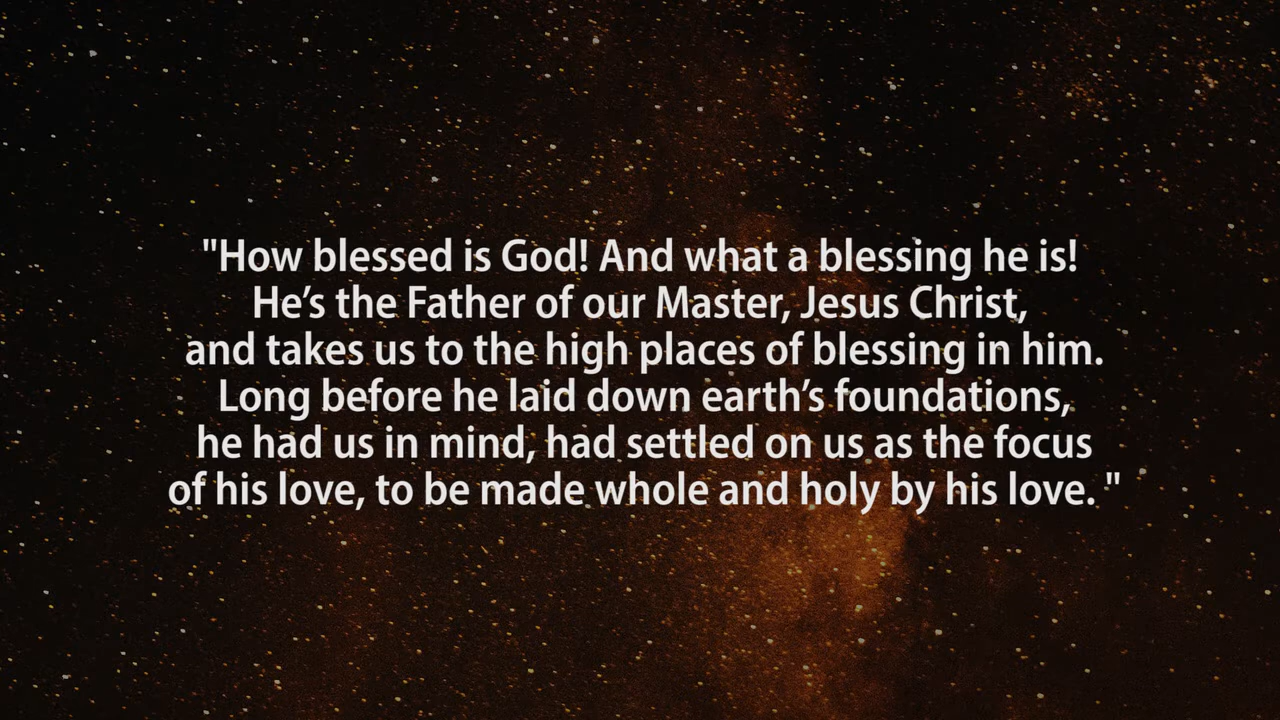 "How blessed is God! And what a blessing he is!
He’s the Father of our Master, Jesus Christ,
and takes us to the high places of blessing in him.
Long before he laid down earth’s foundations,
he had us in mind, had settled on us as the focus
of his love, to be made whole and holy by his love. "